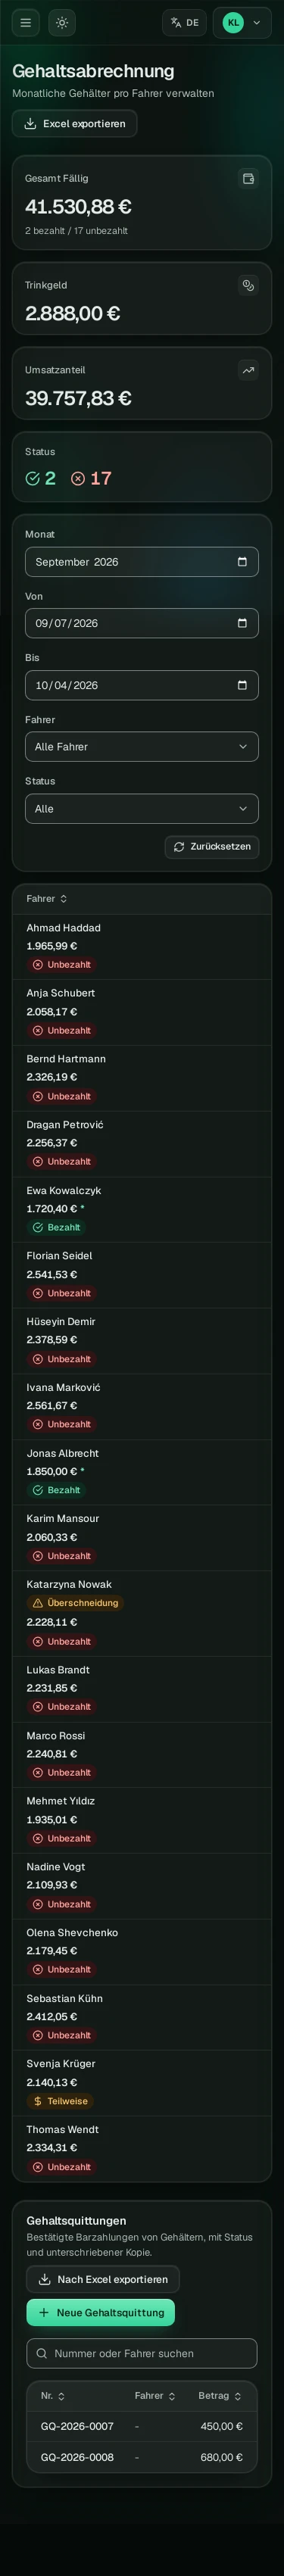 DE
KL
Gehaltsabrechnung
Monatliche Gehälter pro Fahrer verwalten
Excel exportieren
Gesamt Fällig
41.530,88 €
2 bezahlt / 17 unbezahlt
Trinkgeld
2.888,00 €
Umsatzanteil
39.757,83 €
Status
2 17
Monat
September 2026
Von
09/07/2026
Bis
10/04/2026
Fahrer
Alle Fahrer
Status
Alle
Zurücksetzen
Fahrer
Ahmad Haddad
1.965,99 €
Unbezahlt
Anja Schubert
2.058,17 €
Unbezahlt
Bernd Hartmann
2.326,19 €
Unbezahlt
Dragan Petrović
2.256,37 €
Unbezahlt
Ewa Kowalczyk
1.720,40 € *
Bezahlt
Florian Seidel
2.541,53 €
Unbezahlt
Hüseyin Demir
2.378,59 €
Unbezahlt
Ivana Marković
2.561,67 €
Unbezahlt
Jonas Albrecht
1.850,00 € *
Bezahlt
Karim Mansour
2.060,33 €
Unbezahlt
Katarzyna Nowak
Überschneidung
2.228,11 €
Unbezahlt
Lukas Brandt
2.231,85 €
Unbezahlt
Marco Rossi
2.240,81 €
Unbezahlt
Mehmet Yıldız
1.935,01 €
Unbezahlt
Nadine Vogt
2.109,93 €
Unbezahlt
Olena Shevchenko
2.179,45 €
Unbezahlt
Sebastian Kühn
2.412,05 €
Unbezahlt
Svenja Krüger
2.140,13 €
Teilweise
Thomas Wendt
2.334,31 €
Unbezahlt
Gehaltsquittungen
Bestätigte Barzahlungen von Gehältern, mit Status
und unterschriebener Kopie.
Nach Excel exportieren
Neue Gehaltsquittung
Nummer oder Fahrer suchen
Nr. Fahrer Betrag
GQ-2026-0007 - 450,00 €
GQ-2026-0008 - 680,00 €